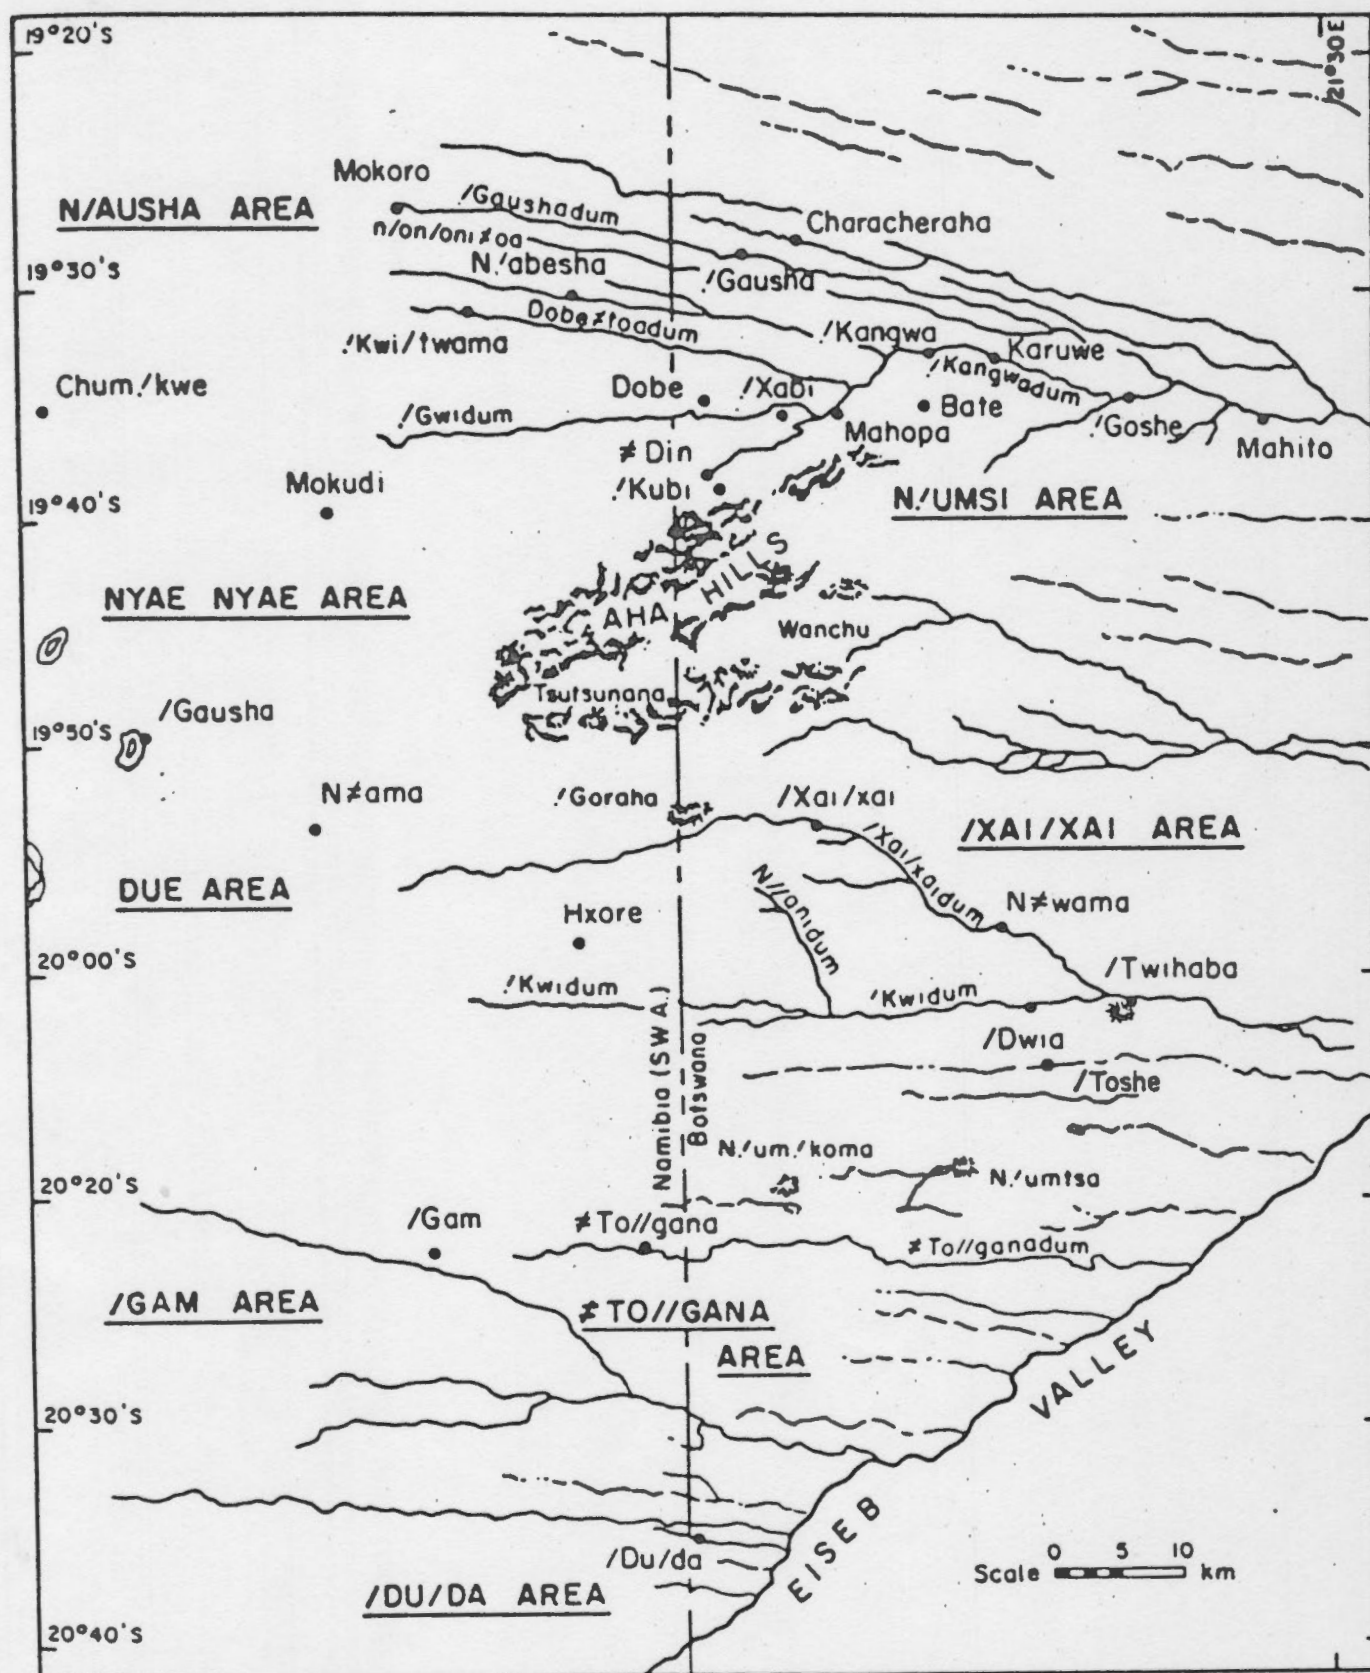 19°20'S
21°30E
Mokoro
N/AUSHA AREA
/Gaushadum
Characheraha
n/on/oni≠oa
N!abesha
19°30'S
!Gausha
Dobe≠toadum
!Kangwa
!Kwi/twama
Karuwe
!Kangwadum
Chum!kwe
Dobe
/Xabi
Bate
!Gwidum
Mahopa
!Goshe
Mahito
≠Din
Mokudi
!Kubi
N!UMSI AREA
19°40'S
AHA HILLS
NYAE NYAE AREA
Wanchu
Tsutsunana
/Gausha
19°50'S
N≠ama
!Goraha
/Xai/xai
/XAI/XAI AREA
/Xai/xaidum
DUE AREA
N//anidum
N≠wama
Hxore
20°00'S
/Twihaba
!Kwidum
!Kwidum
/Dwia
Namibia (S.W.A.)
Botswana
/Toshe
N!um!koma
N!umtsa
20°20'S
/Gam
≠To//gana
≠To//ganadum
/GAM AREA
≠TO//GANA
AREA
EISEB VALLEY
20°30'S
/Du/da
Scale 0 5 10 km
/DU/DA AREA
20°40'S